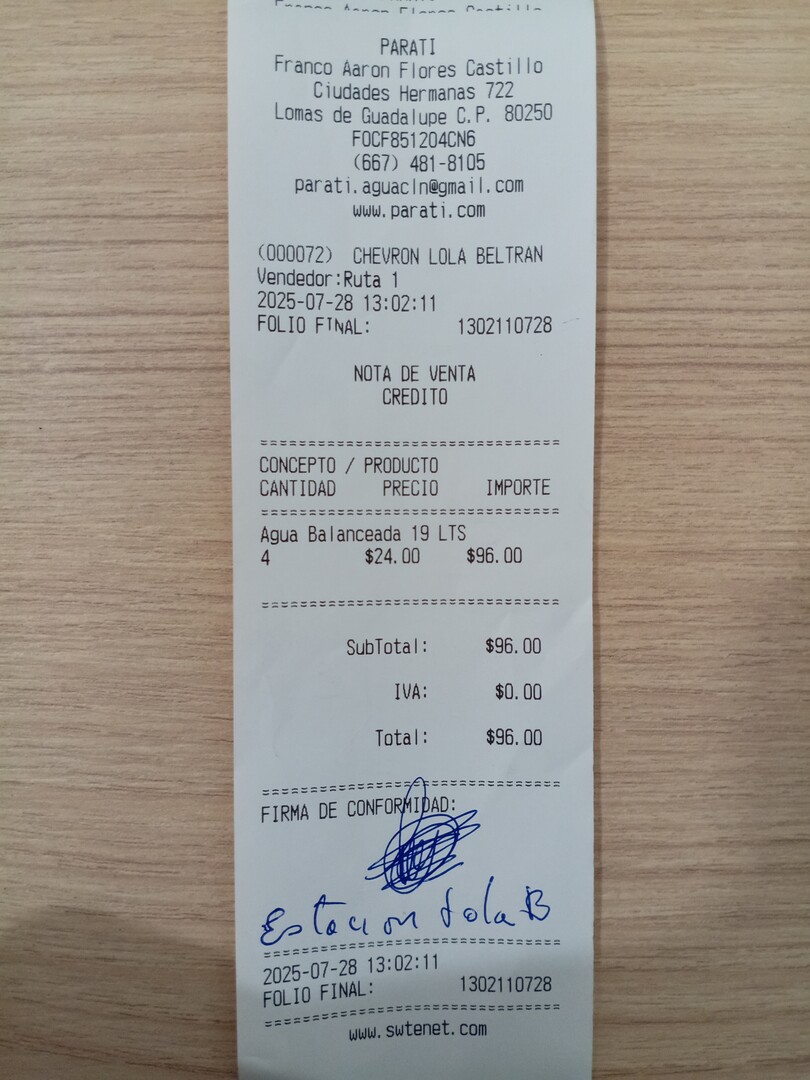 Franco Aaron Flores Castillo
PARATI
Franco Aaron Flores Castillo
Ciudades Hermanas 722
Lomas de Guadalupe C.P. 80250
FOCF851204CN6
(667) 481-8105
parati.aguacln@gmail.com
www.parati.com
(000072) CHEVRON LOLA BELTRAN
Vendedor:Ruta 1
2025-07-28 13:02:11
FOLIO FINAL: 1302110728
NOTA DE VENTA
CREDITO
================================
CONCEPTO / PRODUCTO
CANTIDAD PRECIO IMPORTE
================================
Agua Balanceada 19 LTS
4 $24.00 $96.00
================================
SubTotal: $96.00
IVA: $0.00
Total: $96.00
================================
FIRMA DE CONFORMIDAD:
Estacion Lola B
================================
2025-07-28 13:02:11
FOLIO FINAL: 1302110728
================================
www.swtenet.com